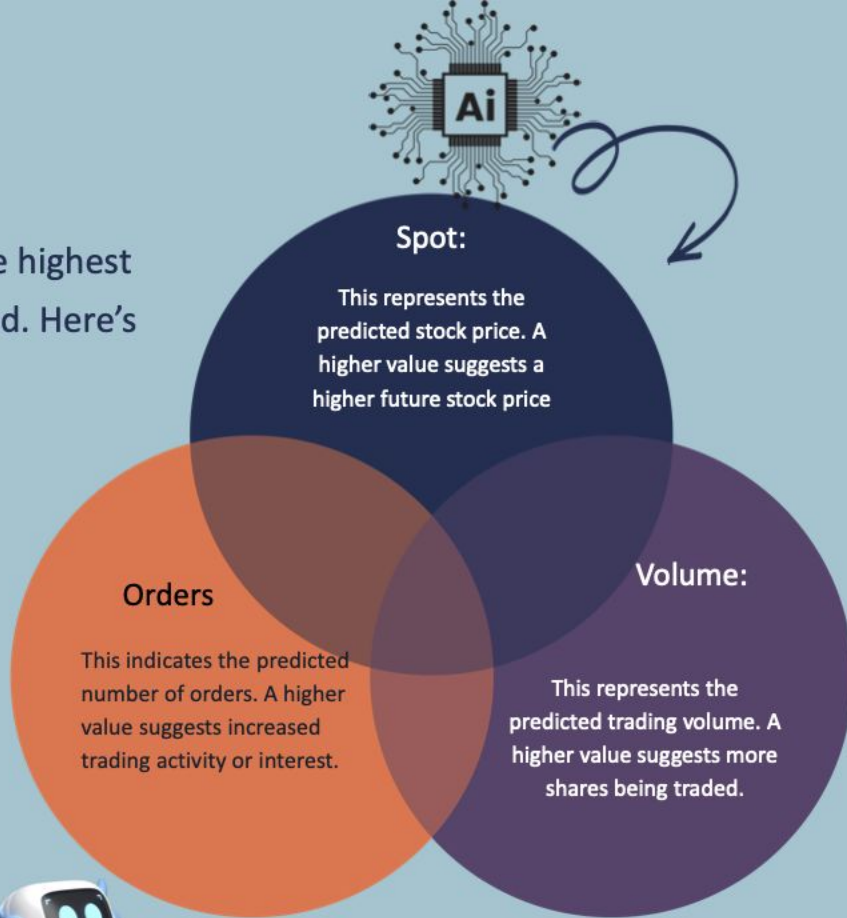 Ai
e highest
d. Here's
Spot:
This represents the
predicted stock price. A
higher value suggests a
higher future stock price
Orders
This indicates the predicted
number of orders. A higher
value suggests increased
trading activity or interest.
Volume:
This represents the
predicted trading volume. A
higher value suggests more
shares being traded.